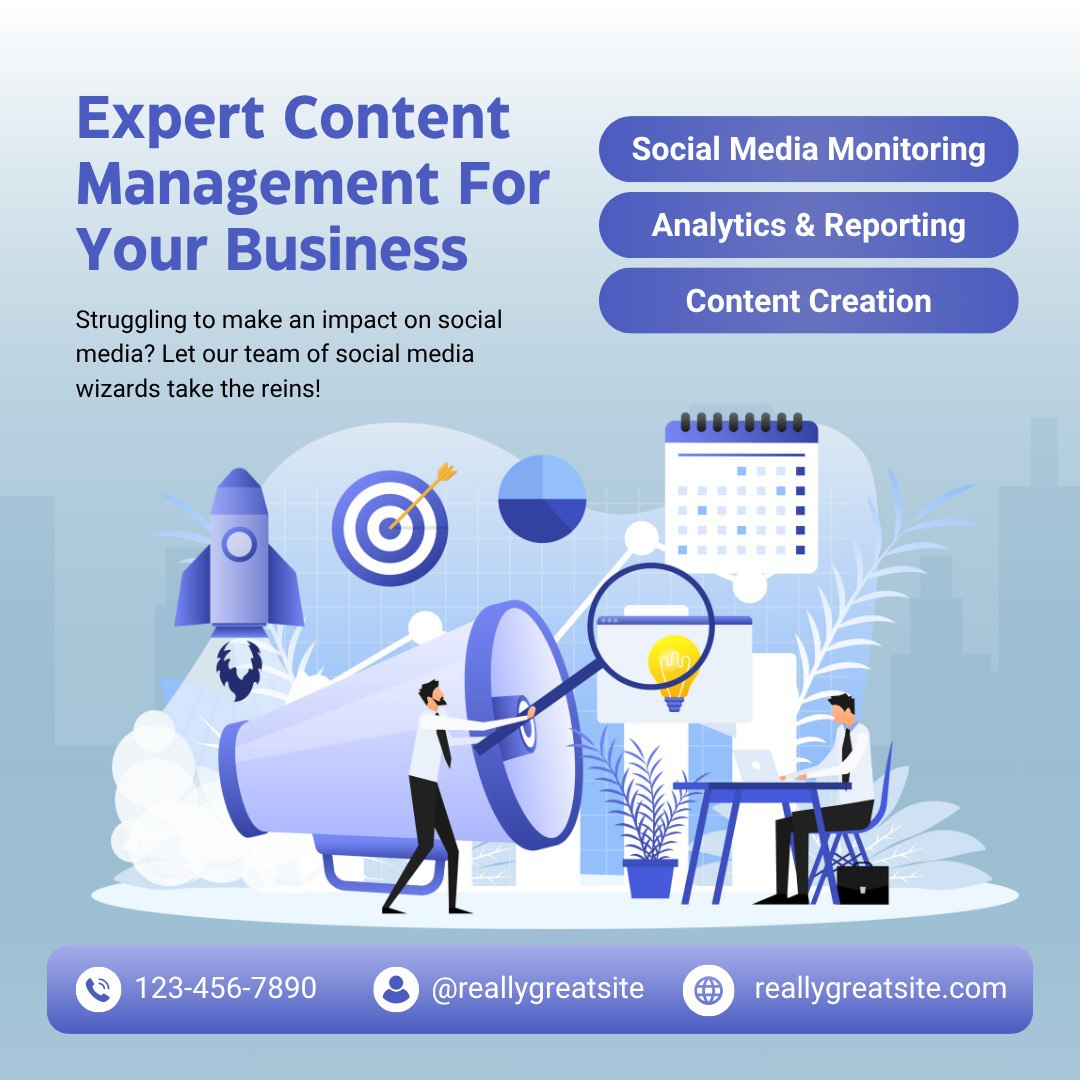 Expert Content
Management For
Your Business
Struggling to make an impact on social
media? Let our team of social media
wizards take the reins!
Social Media Monitoring
Analytics & Reporting
Content Creation
123-456-7890
@reallygreatsite
reallygreatsite.com